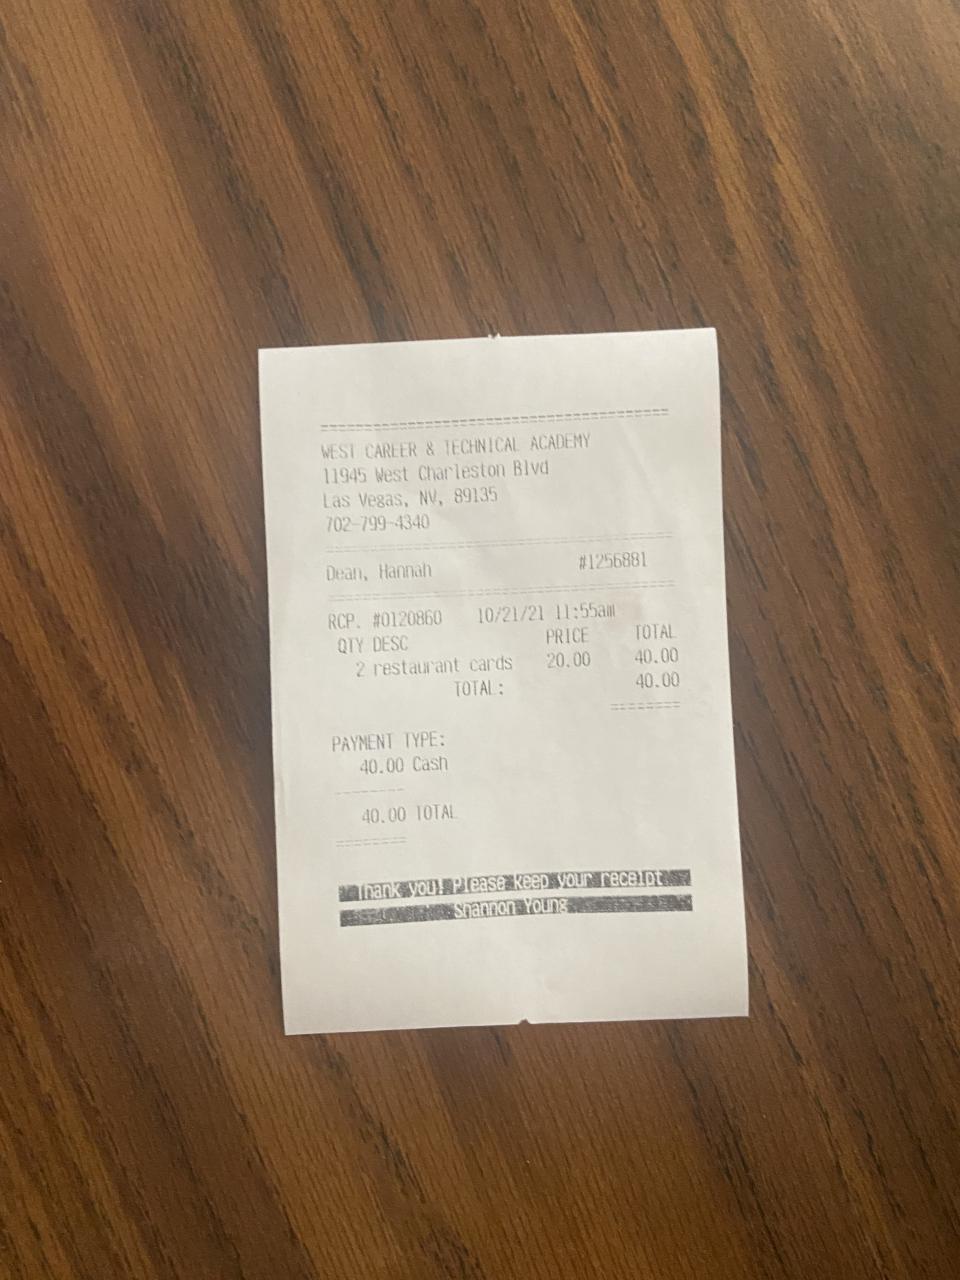 WEST CAREER & TECHNICAL ACADEMY
11945 West Charleston Blvd
Las Vegas, NV, 89135
702-799-4340
Dean, Hannah #1256881
RCP. #0120860 10/21/21 11:55am
QTY DESC PRICE TOTAL
2 restaurant cards 20.00 40.00
TOTAL: 40.00
PAYMENT TYPE:
40.00 Cash
40.00 TOTAL
Thank you! Please keep your receipt
Shannon Young